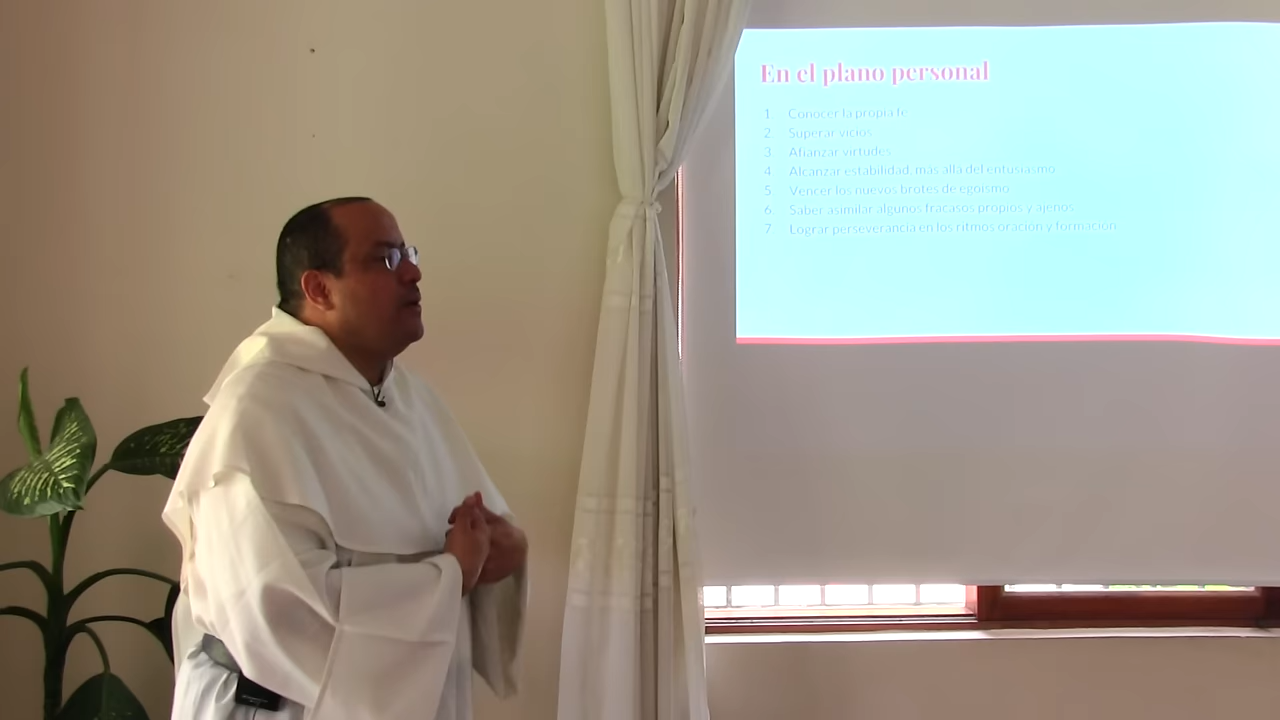 En el plano personal
1. Conocer la propia fe
2. Superar vicios
3. Afianzar virtudes
4. Alcanzar estabilidad, más allá del entusiasmo
5. Vencer los nuevos brotes de egoísmo
6. Saber asimilar algunos fracasos propios y ajenos
7. Lograr perseverancia en los ritmos oración y formación